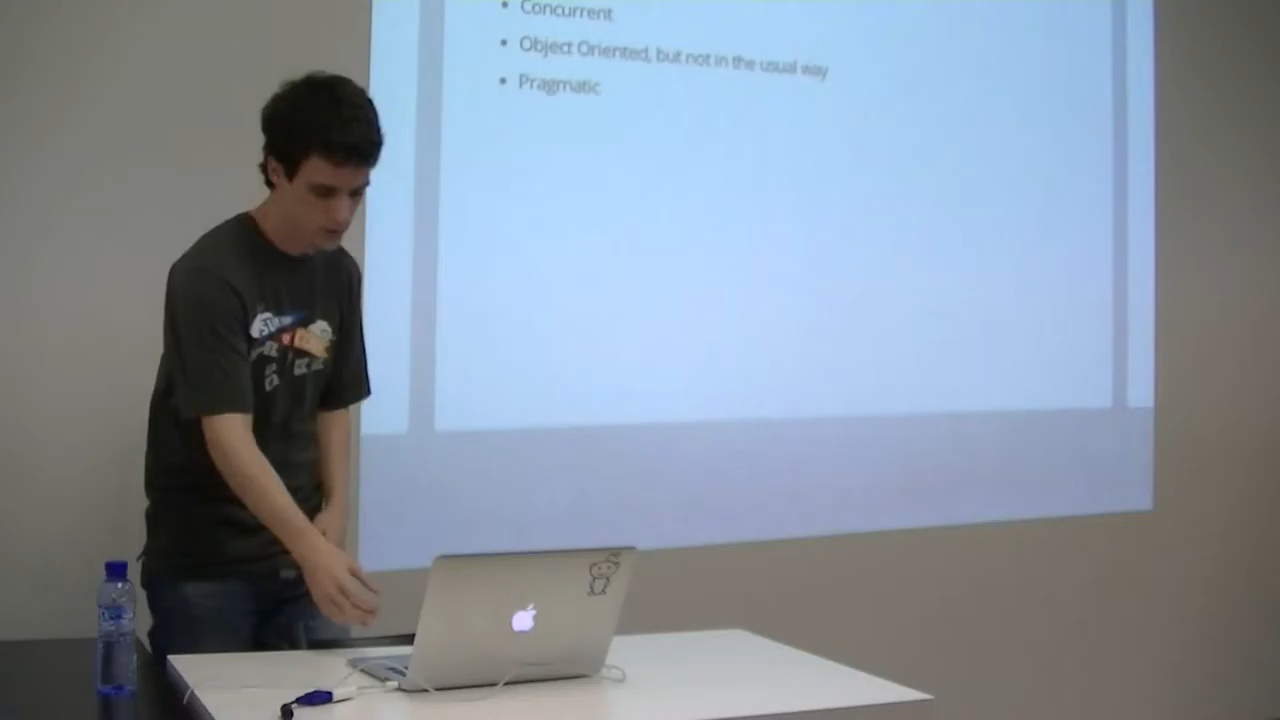 Concurrent
Object Oriented, but not in the usual way
Pragmatic